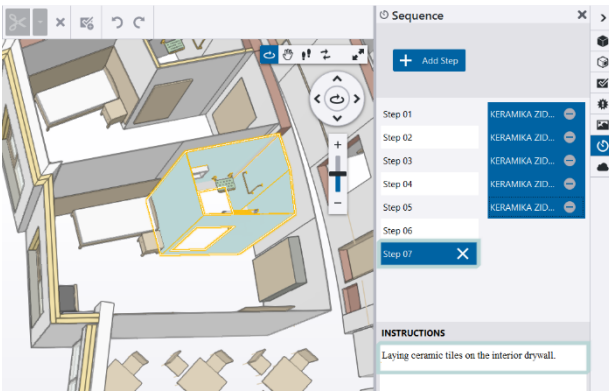 Sequence
Add Step
Step 01
KERAMIKA ZID...
Step 02
KERAMIKA ZID...
Step 03
KERAMIKA ZID...
Step 04
KERAMIKA ZID...
Step 05
KERAMIKA ZID...
Step 06
Step 07
INSTRUCTIONS
Laying ceramic tiles on the interior drywall.